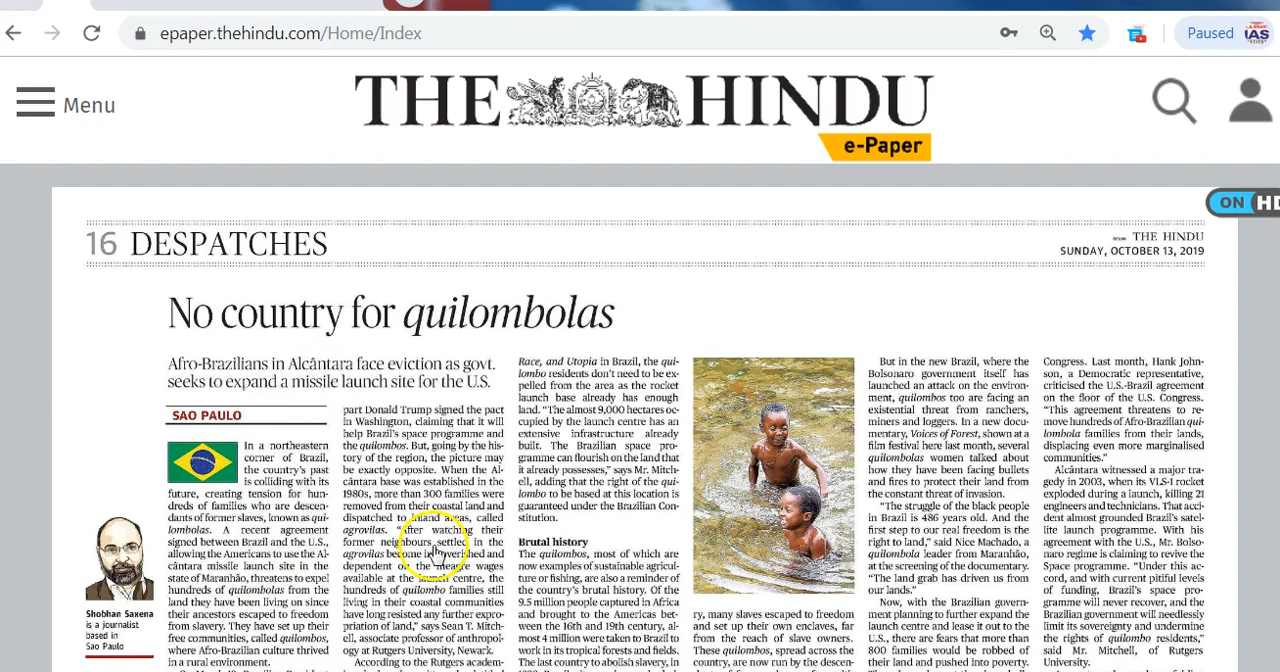 epaper.thehindu.com/Home/Index
Paused
IAS
Menu
THE HINDU
e-Paper
ON HD
16 DESPATCHES
THE HINDU
SUNDAY, OCTOBER 13, 2019
No country for quilombolas
Afro-Brazilians in Alcântara face eviction as govt.
seeks to expand a missile launch site for the U.S.
SAO PAULO
In a northeastern
corner of Brazil,
the country's past
is colliding with its
future, creating tension for hun-
dreds of families who are descen-
dants of former slaves, known as qui-
lombolas. A recent agreement
signed between Brazil and the U.S.,
allowing the Americans to use the Al-
cântara missile launch site in the
state of Maranhão, threatens to expel
hundreds of quilombolas from the
land they have been living on since
their ancestors escaped to freedom
from slavery. They have set up their
free communities, called quilombos,
where Afro-Brazilian culture thrived
in a rural environment.
Shobhan Saxena
is a journalist
based in
Sao Paulo
part Donald Trump signed the pact
in Washington, claiming that it will
help Brazil's space programme and
the quilombos. But, going by the his-
tory of the region, the picture may
be exactly opposite. When the Al-
cântara base was established in the
1980s, more than 300 families were
removed from their coastal land and
dispatched to inland areas, called
agrovilas. "After watching their
former neighbours settled in the
agrovilas become impoverished and
dependent on the meagre wages
available at the launch centre, the
hundreds of quilombo families still
living in their coastal communities
have long resisted any further expro-
priation of land," says Sean T. Mitch-
ell, associate professor of anthropol-
ogy at Rutgers University, Newark.
According to the Rutgers academ-
Race, and Utopia in Brazil, the qui-
lombo residents don't need to be ex-
pelled from the area as the rocket
launch base already has enough
land. "The almost 9,000 hectares oc-
cupied by the launch centre has an
extensive infrastructure already
built. The Brazilian space pro-
gramme can flourish on the land that
it already possesses," says Mr. Mitch-
ell, adding that the right of the qui-
lombo to be based at this location is
guaranteed under the Brazilian Con-
stitution.
Brutal history
The quilombos, most of which are
now examples of sustainable agricul-
ture or fishing, are also a reminder of
the country's brutal history. Of the
9.5 million people captured in Africa
and brought to the Americas bet-
ween the 16th and 19th century, al-
most 4 million were taken to Brazil to
work in its tropical forests and fields.
The last country to abolish slavery, in
ry, many slaves escaped to freedom
and set up their own enclaves, far
from the reach of slave owners.
These quilombos, spread across the
country, are now run by the descen-
But in the new Brazil, where the
Bolsonaro government itself has
launched an attack on the environ-
ment, quilombos too are facing an
existential threat from ranchers,
miners and loggers. In a new docu-
mentary, Voices of Forest, shown at a
film festival here last month, several
quilombolas women talked about
how they have been facing bullets
and fires to protect their land from
the constant threat of invasion.
"The struggle of the black people
in Brazil is 486 years old. And the
first step to our real freedom is the
right to land," said Nice Machado, a
quilombola leader from Maranhão,
at the screening of the documentary.
"The land grab has driven us from
our lands."
Now, with the Brazilian govern-
ment planning to further expand the
launch centre and lease it out to the
U.S., there are fears that more than
800 families would be robbed of
their land and pushed into poverty.
Congress. Last month, Hank John-
son, a Democratic representative,
criticised the U.S.-Brazil agreement
on the floor of the U.S. Congress.
"This agreement threatens to re-
move hundreds of Afro-Brazilian qui-
lombola families from their lands,
displacing even more marginalised
communities."
Alcântara witnessed a major tra-
gedy in 2003, when its VLS-1 rocket
exploded during a launch, killing 21
engineers and technicians. That acci-
dent almost grounded Brazil's satel-
lite launch programme. With his
agreement with the U.S., Mr. Bolso-
naro regime is claiming to revive the
Space programme. "Under this ac-
cord, and with current pitiful levels
of funding, Brazil's space pro-
gramme will never recover, and the
Brazilian government will needlessly
limit its sovereignty and undermine
the rights of quilombo residents,"
said Mr. Mitchell, of Rutgers
University.